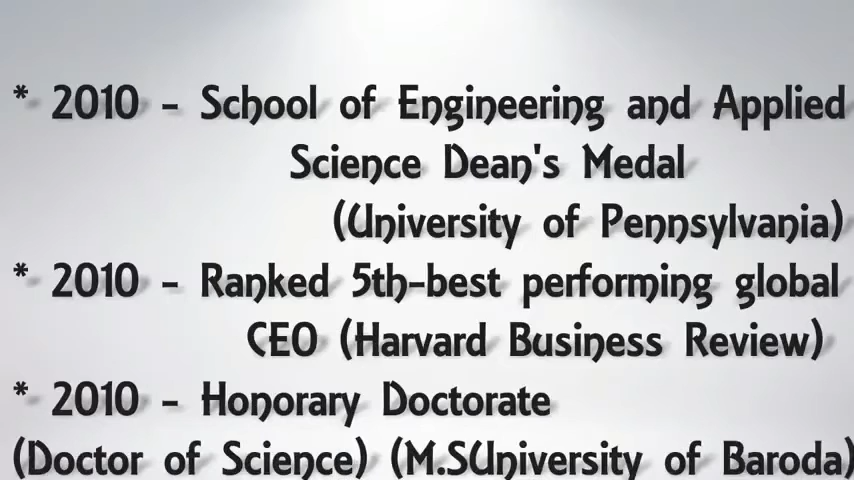 * 2010 - School of Engineering and Applied
Science Dean's Medal
(University of Pennsylvania)
* 2010 - Ranked 5th-best performing global
CEO (Harvard Business Review)
* 2010 - Honorary Doctorate
(Doctor of Science) (M.SUniversity of Baroda)